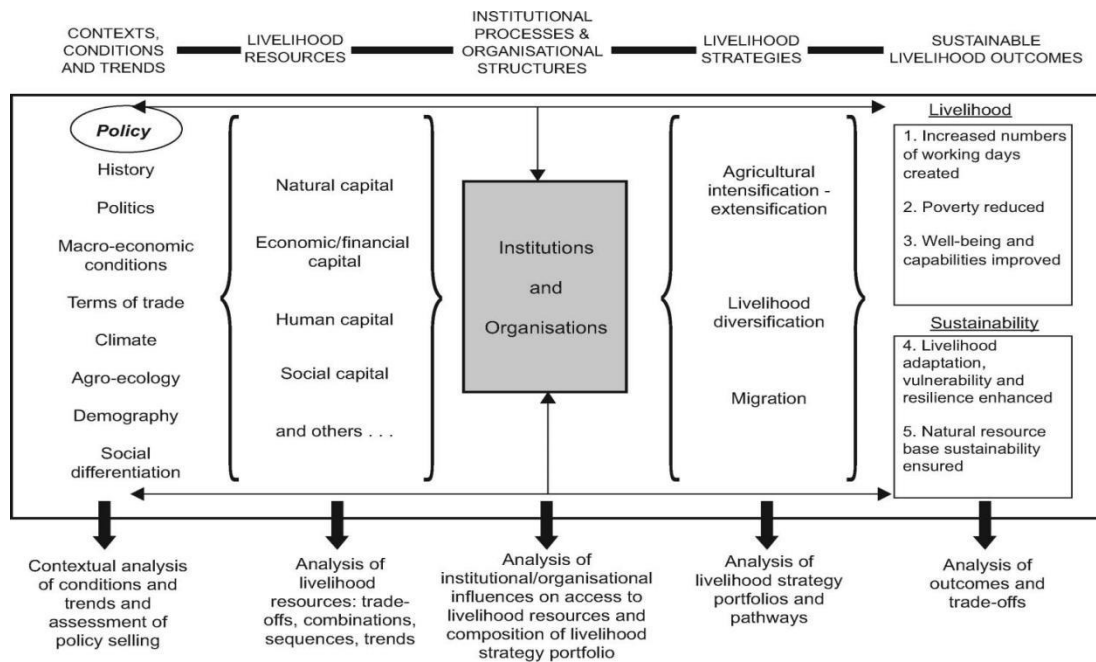 CONTEXTS,
CONDITIONS
AND TRENDS
LIVELIHOOD
RESOURCES
INSTITUTIONAL
PROCESSES &
ORGANISATIONAL
STRUCTURES
LIVELIHOOD
STRATEGIES
SUSTAINABLE
LIVELIHOOD OUTCOMES
Policy
History
Politics
Macro-economic
conditions
Terms of trade
Climate
Agro-ecology
Demography
Social
differentiation
Natural capital
Economic/financial
capital
Human capital
Social capital
and others . . .
Institutions
and
Organisations
Agricultural
intensification -
extensification
Livelihood
diversification
Migration
Livelihood
1. Increased numbers
of working days
created
2. Poverty reduced
3. Well-being and
capabilities improved
Sustainability
4. Livelihood
adaptation,
vulnerability and
resilience enhanced
5. Natural resource
base sustainability
ensured
Contextual analysis
of conditions and
trends and
assessment of
policy selling
Analysis of
livelihood
resources: trade-
offs, combinations,
sequences, trends
Analysis of
institutional/organisational
influences on access to
livelihood resources and
composition of livelihood
strategy portfolio
Analysis of
livelihood strategy
portfolios and
pathways
Analysis of
outcomes and
trade-offs